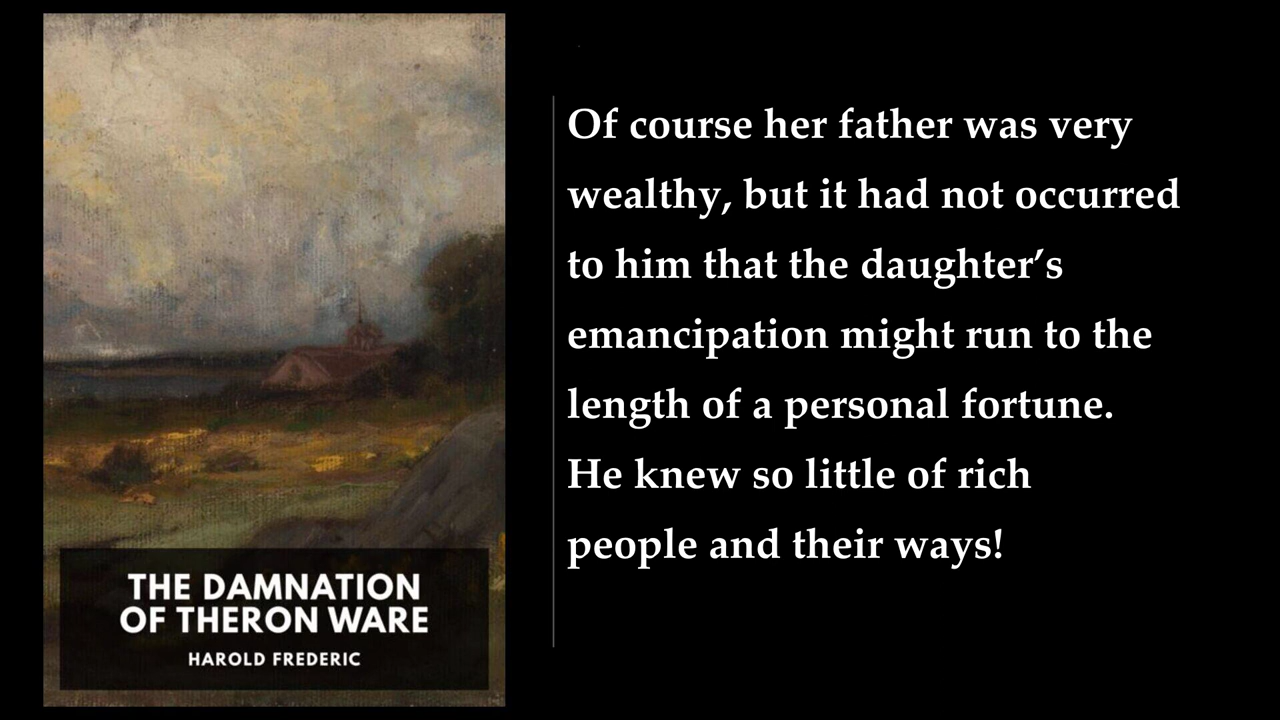 THE DAMNATION
OF THERON WARE
HAROLD FREDERIC
Of course her father was very
wealthy, but it had not occurred
to him that the daughter’s
emancipation might run to the
length of a personal fortune.
He knew so little of rich
people and their ways!